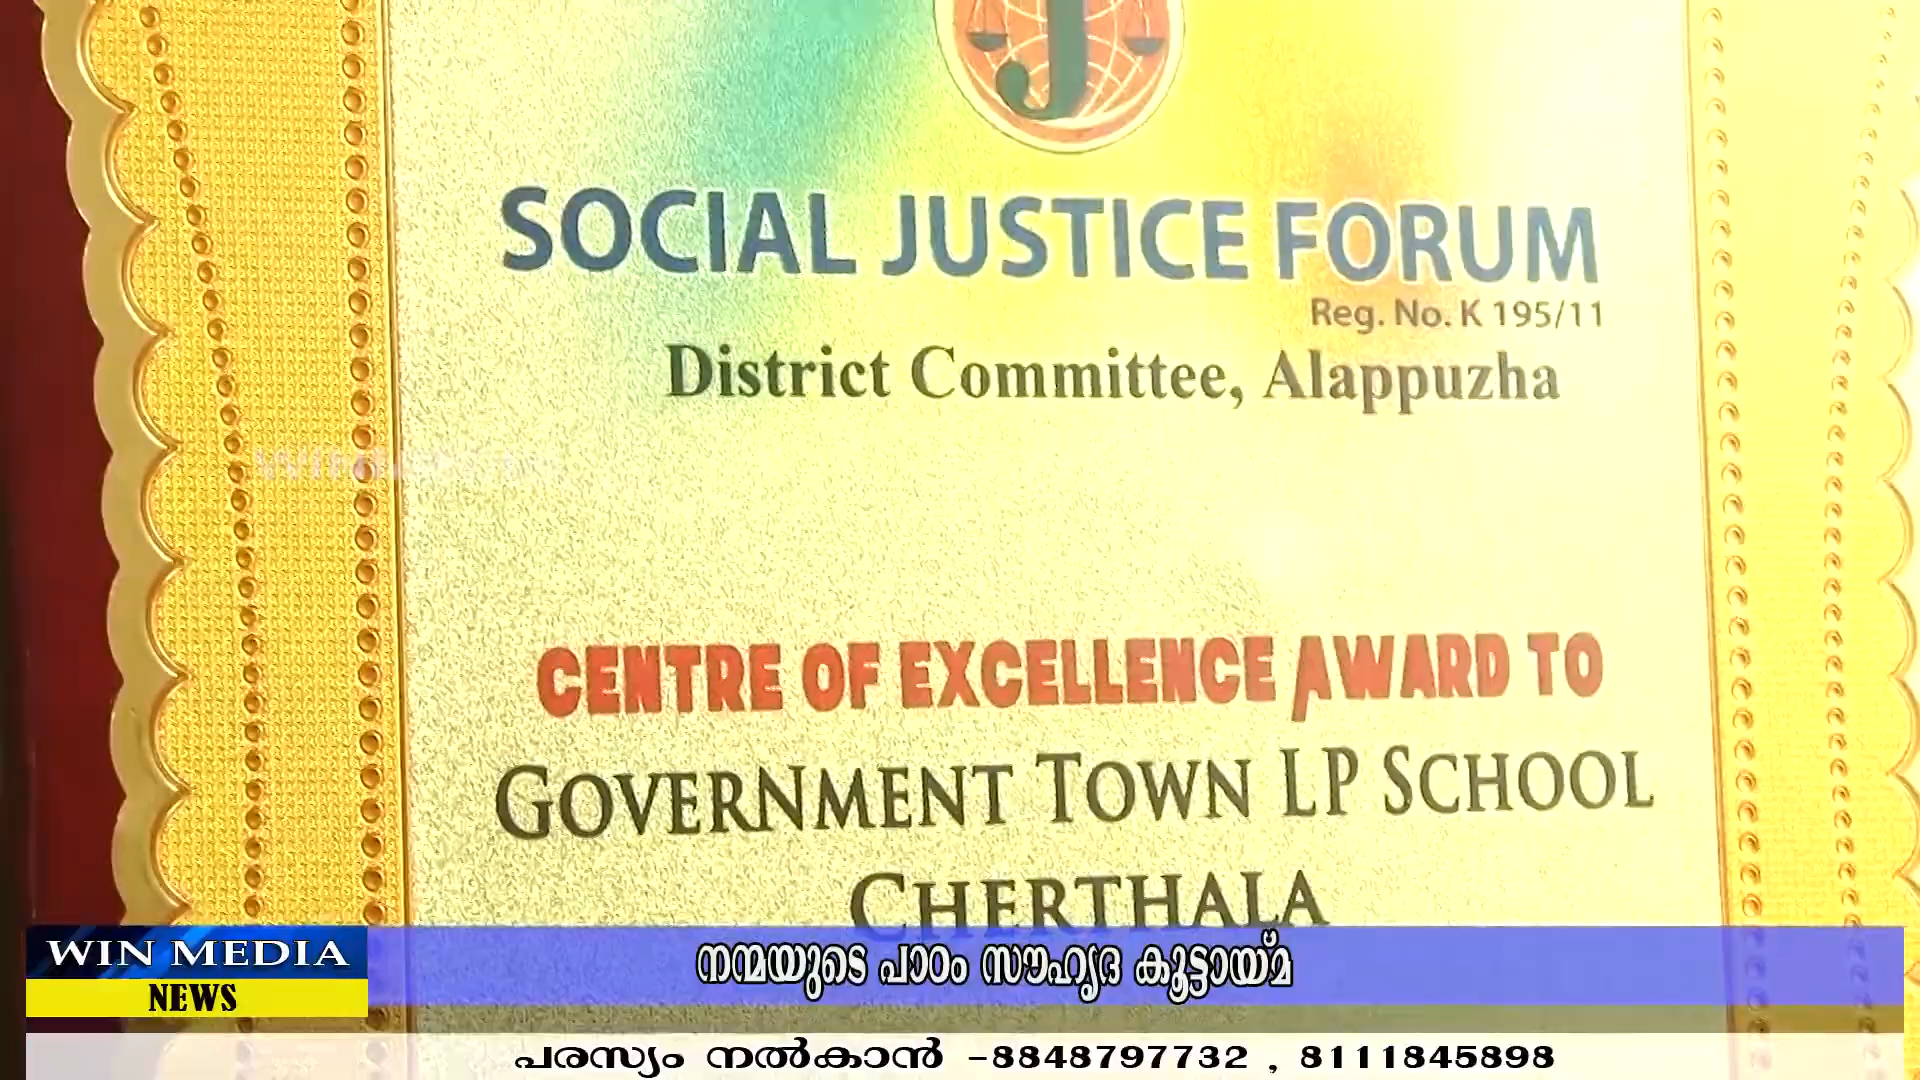 SOCIAL JUSTICE FORUM
Reg. No. K 195/11
District Committee, Alappuzha
CENTRE OF EXCELLENCE AWARD TO
GOVERNMENT TOWN LP SCHOOL
CHERTHALA
WIN MEDIA
NEWS
നന്മയുടെ പാഠം സൗഹൃദ കൂട്ടായ്മ
പരസ്യം നൽകാൻ -8848797732 , 8111845898